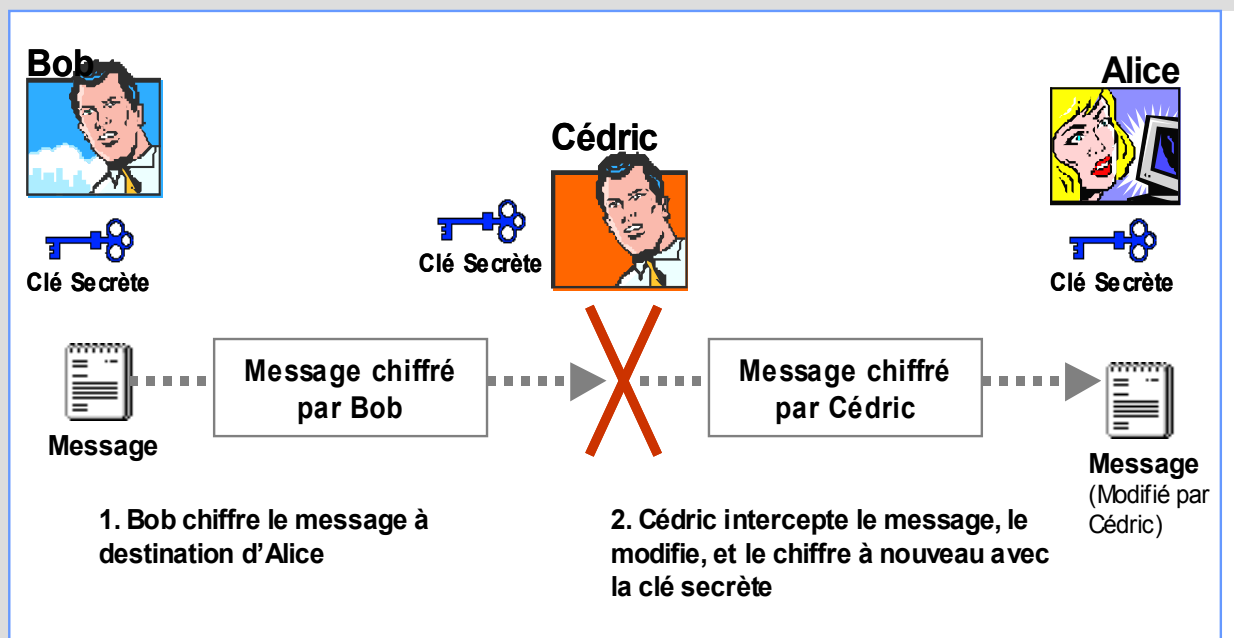 Bob
Alice
Cédric
Clé Secrète
Clé Secrète
Clé Secrète
Message chiffré
par Bob
Message chiffré
par Cédric
Message
Message
(Modifié par
Cédric)
1. Bob chiffre le message à
destination d'Alice
2. Cédric intercepte le message, le
modifie, et le chiffre à nouveau avec
la clé secrète